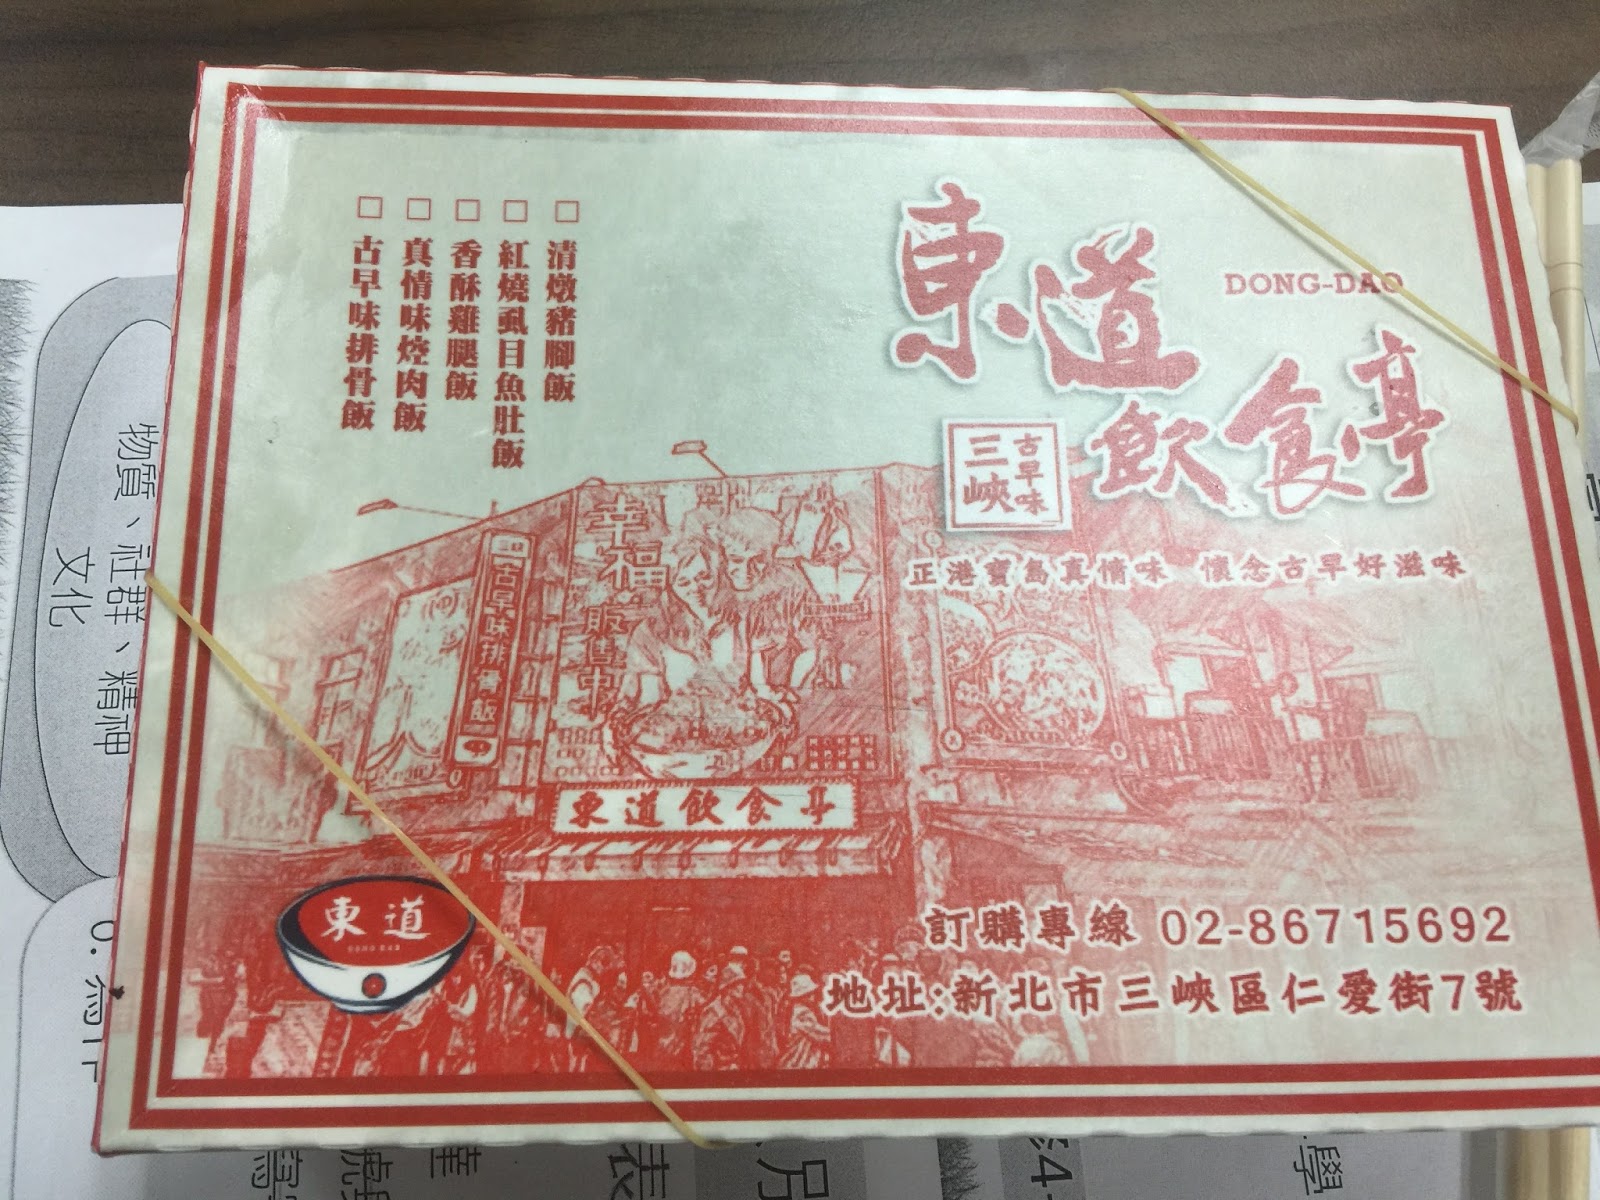 東道
DONG-DAO
飲食亭
古早味
三峽
正港寶島真情味 懷念古早好滋味
□清燉豬腳飯
□紅燒虱目魚肚飯
□香酥雞腿飯
□真情味焢肉飯
□古早味排骨飯
幸福
販售中
古早味排骨飯
東道飲食亭
東道
訂購專線 02-86715692
地址:新北市三峽區仁愛街7號
物質、社群、精神
文化